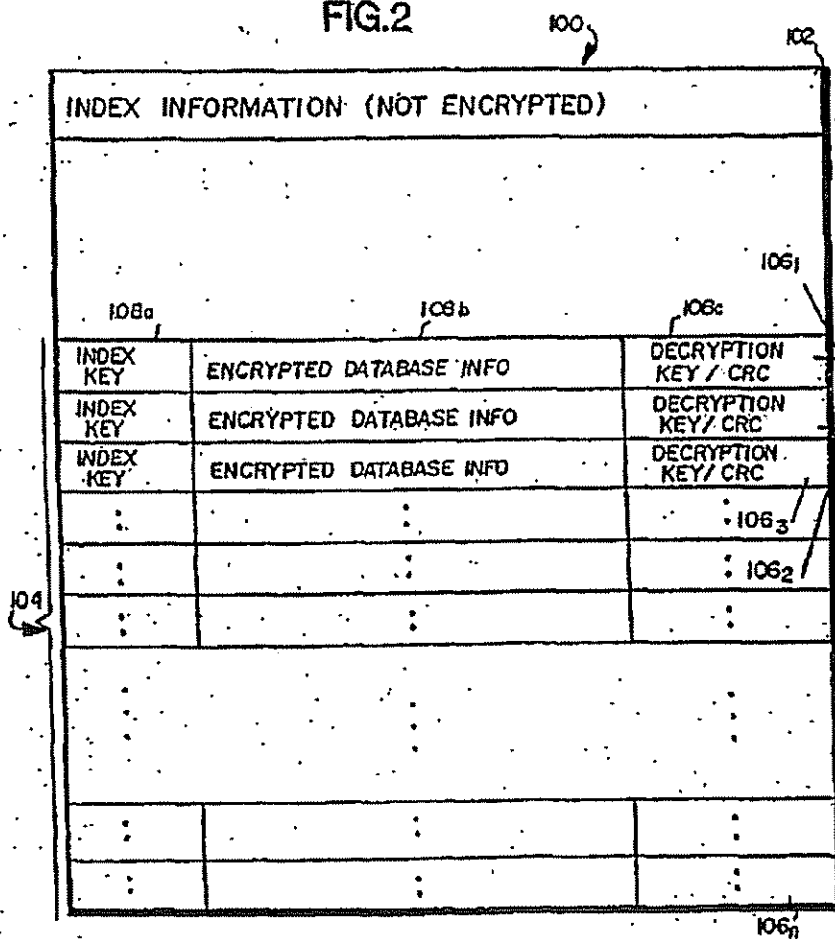 FIG.2
100
102
INDEX INFORMATION (NOT ENCRYPTED)
106₁
108a
108b
108c
INDEX KEY
ENCRYPTED DATABASE INFO
DECRYPTION KEY / CRC
INDEX KEY
ENCRYPTED DATABASE INFO
DECRYPTION KEY/ CRC
INDEX KEY
ENCRYPTED DATABASE INFO
DECRYPTION KEY/ CRC
106₃
106₂
104
106n